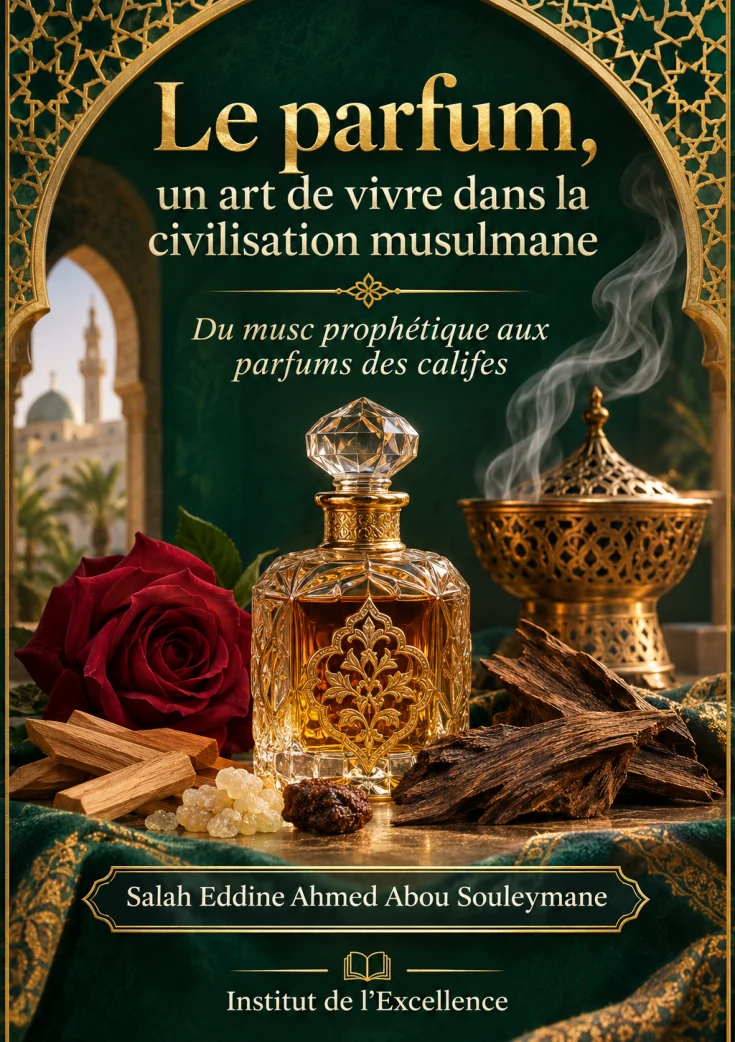 Le parfum,
un art de vivre dans la
civilisation musulmane
Du musc prophétique aux
parfums des califes
Salah Eddine Ahmed Abou Souleymane
Institut de l’Excellence